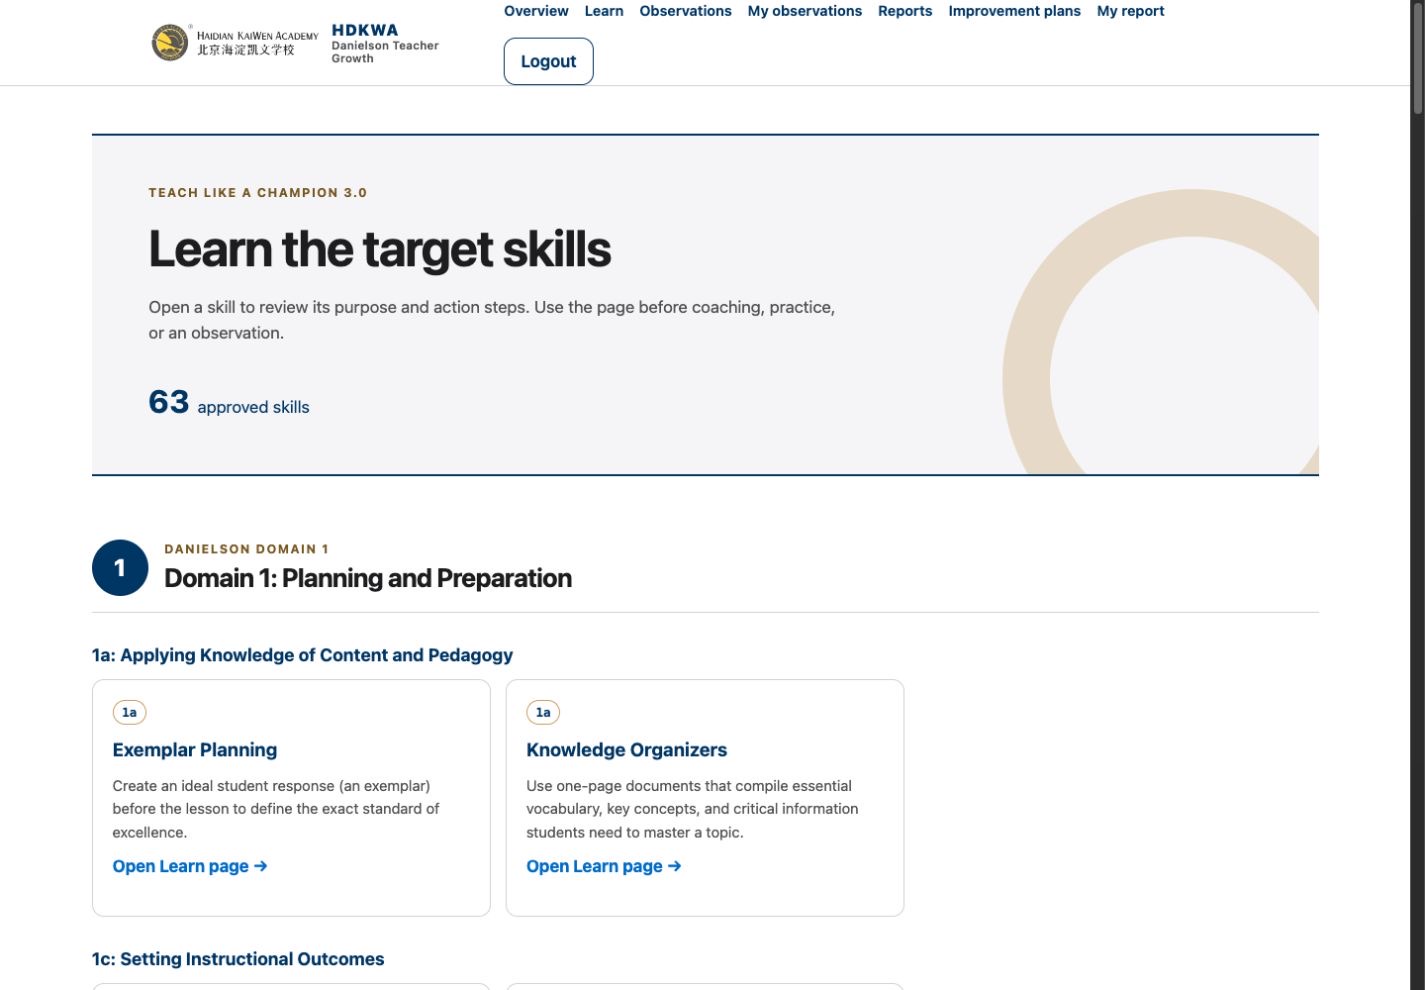 HAIDIAN KAIWEN ACADEMY
北京海淀凯文学校
HDKWA
Danielson Teacher
Growth
Overview Learn Observations My observations Reports Improvement plans My report
Logout
TEACH LIKE A CHAMPION 3.0
Learn the target skills
Open a skill to review its purpose and action steps. Use the page before coaching, practice,
or an observation.
63 approved skills
1
DANIELSON DOMAIN 1
Domain 1: Planning and Preparation
1a: Applying Knowledge of Content and Pedagogy
1a
Exemplar Planning
Create an ideal student response (an exemplar)
before the lesson to define the exact standard of
excellence.
Open Learn page →
1a
Knowledge Organizers
Use one-page documents that compile essential
vocabulary, key concepts, and critical information
students need to master a topic.
Open Learn page →
1c: Setting Instructional Outcomes